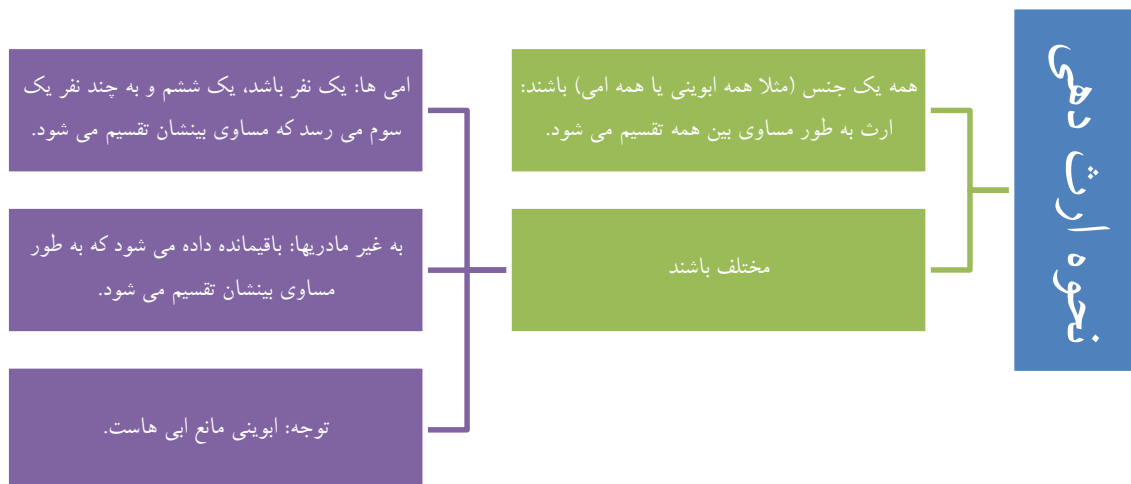 نحوه ارث دهی
همه یک جنس (مثلا همه ابوینی یا همه امی) باشند:
ارث به طور مساوی بین همه تقسیم می شود.
مختلف باشند
امی ها: یک نفر باشد، یک ششم و به چند نفر یک
سوم می رسد که مساوی بینشان تقسیم می شود.
به غیر مادریها: باقیمانده داده می شود که به طور
مساوی بینشان تقسیم می شود.
توجه: ابوینی مانع ابی هاست.